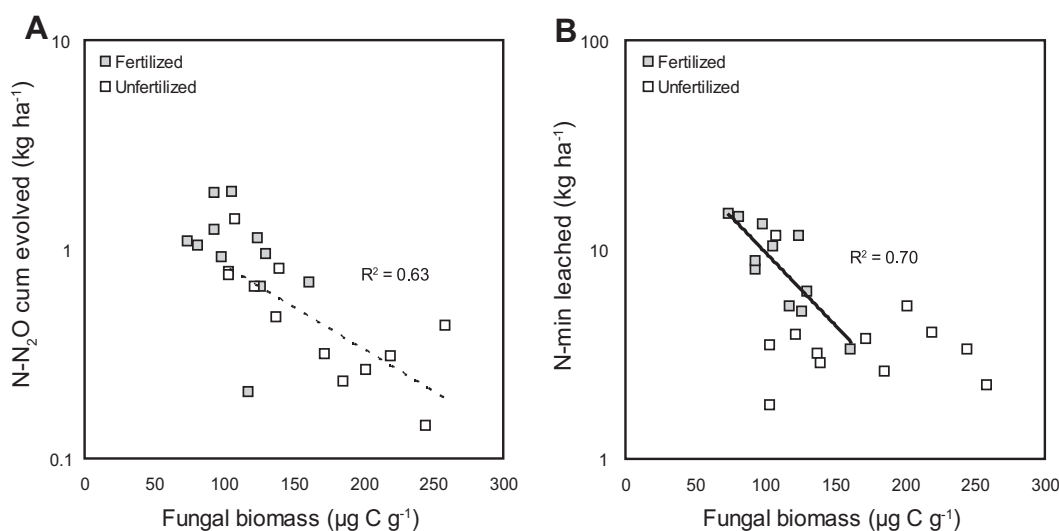 A
N-N₂O cum evolved (kg ha⁻¹)
10
1
0.1
Fertilized
Unfertilized
R² = 0.63
0 50 100 150 200 250 300
Fungal biomass (µg C g⁻¹)
B
N-min leached (kg ha⁻¹)
100
10
1
Fertilized
Unfertilized
R² = 0.70
0 50 100 150 200 250 300
Fungal biomass (µg C g⁻¹)